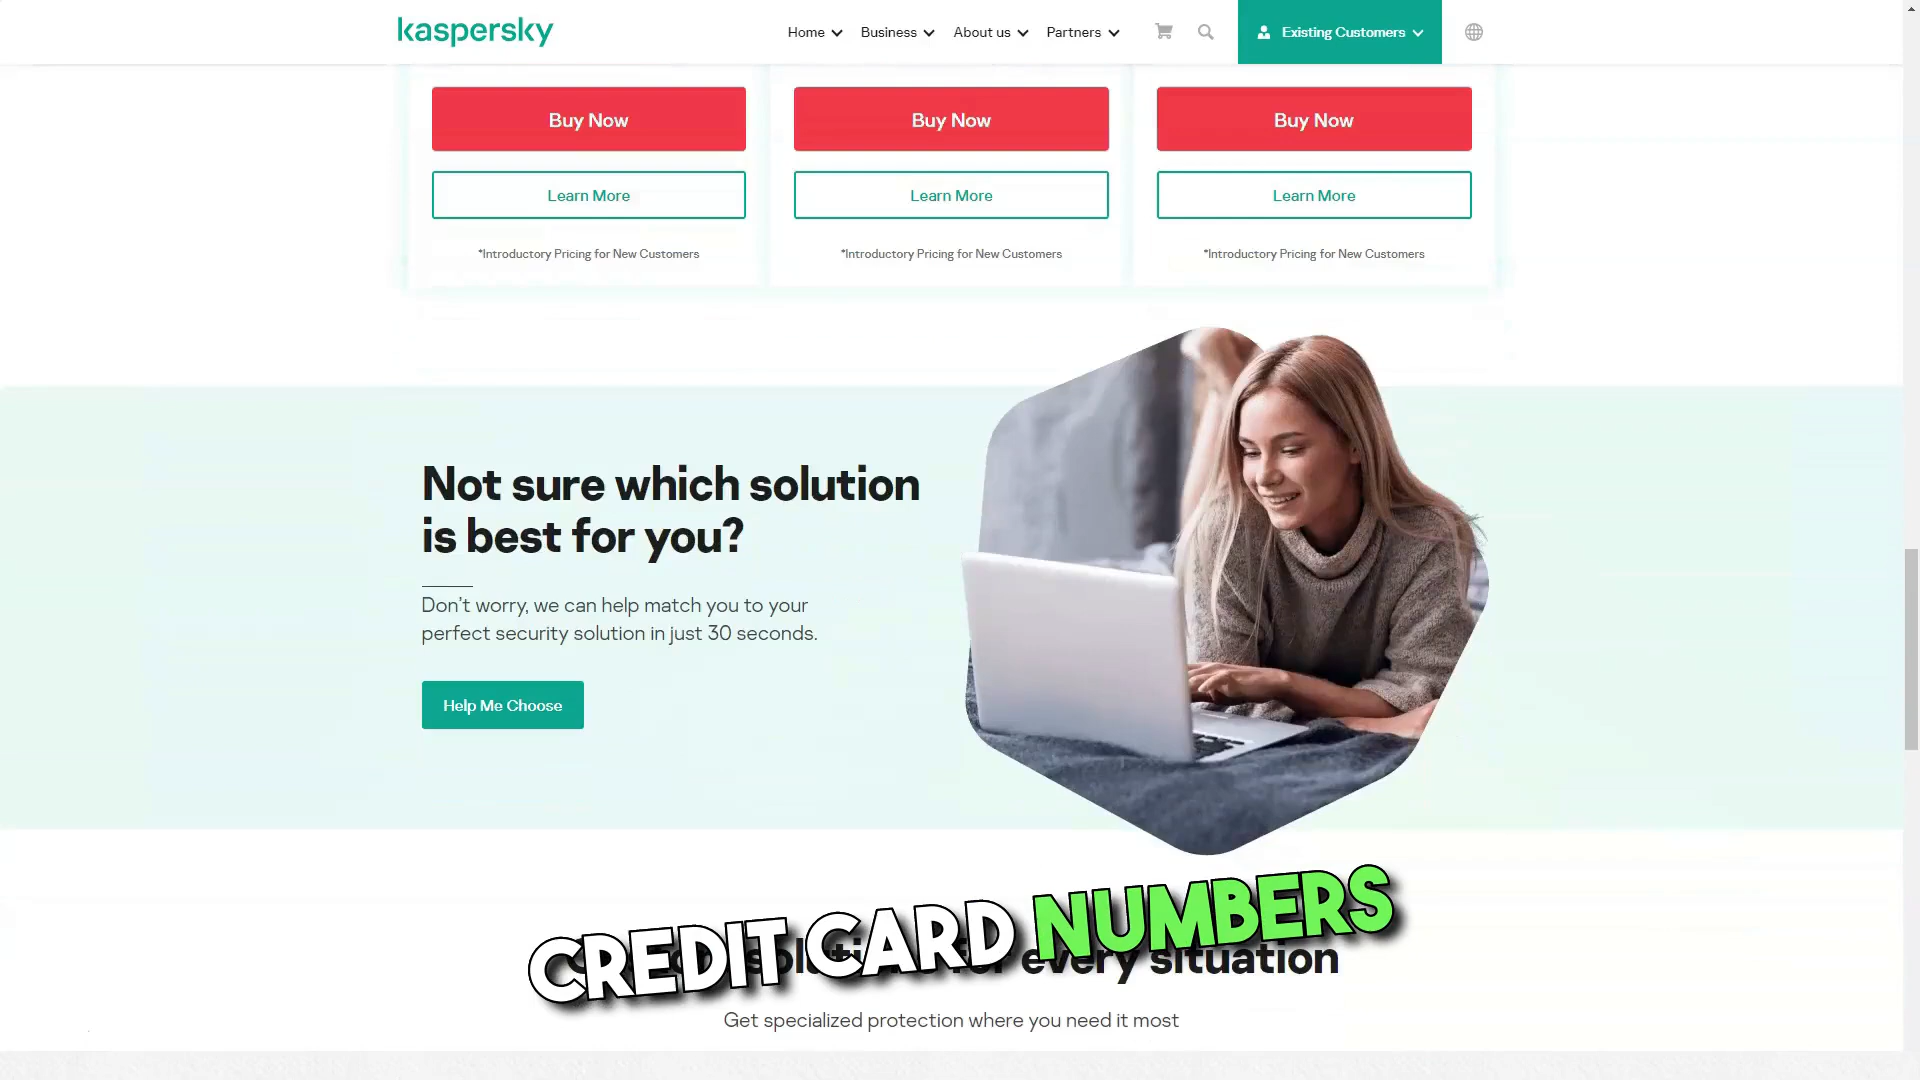 kaspersky
Home
Business
About us
Partners
Existing Customers
Buy Now
Buy Now
Buy Now
Learn More
Learn More
Learn More
*Introductory Pricing for New Customers
*Introductory Pricing for New Customers
*Introductory Pricing for New Customers
Not sure which solution
is best for you?
Don't worry, we can help match you to your
perfect security solution in just 30 seconds.
Help Me Choose
CREDIT CARD NUMBERS
every situation
Get specialized protection where you need it most